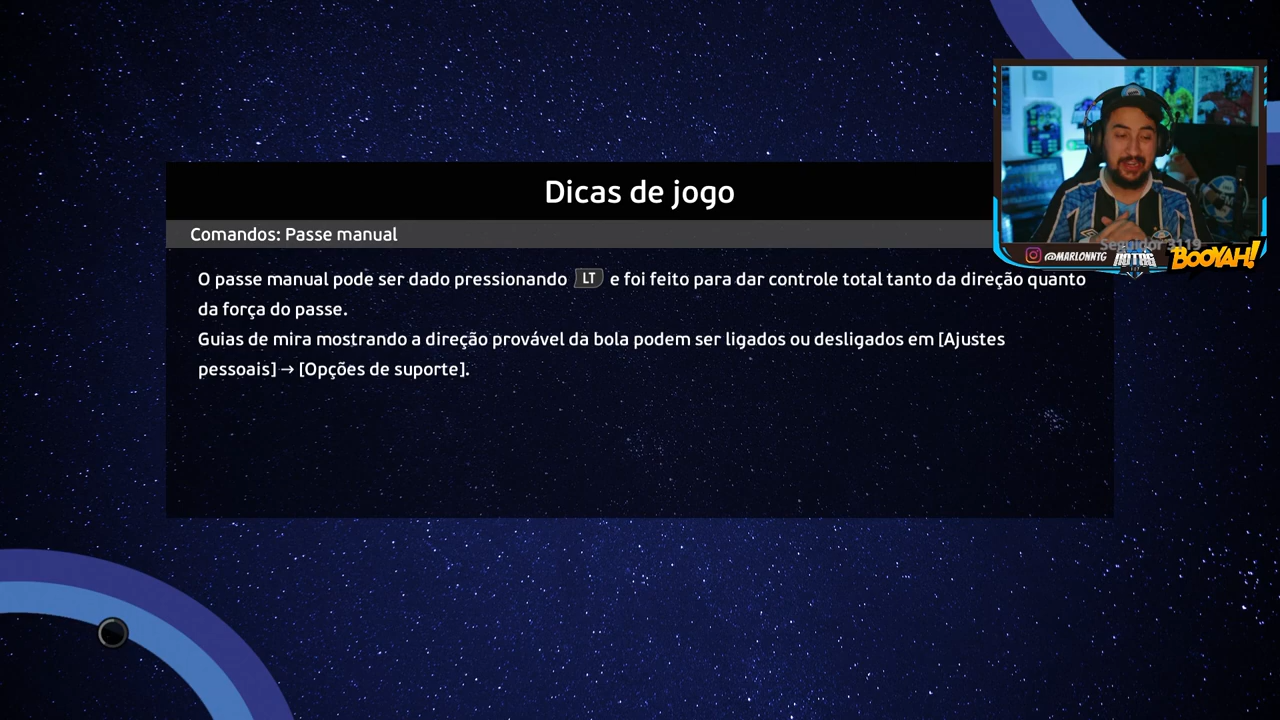 Dicas de jogo
Comandos: Passe manual
O passe manual pode ser dado pressionando LT e foi feito para dar controle total tanto da direção quanto
da força do passe.
Guias de mira mostrando a direção provável da bola podem ser ligados ou desligados em [Ajustes
pessoais] → [Opções de suporte].
Seguidor 3119
@MARLONNTG
BOOYAH!